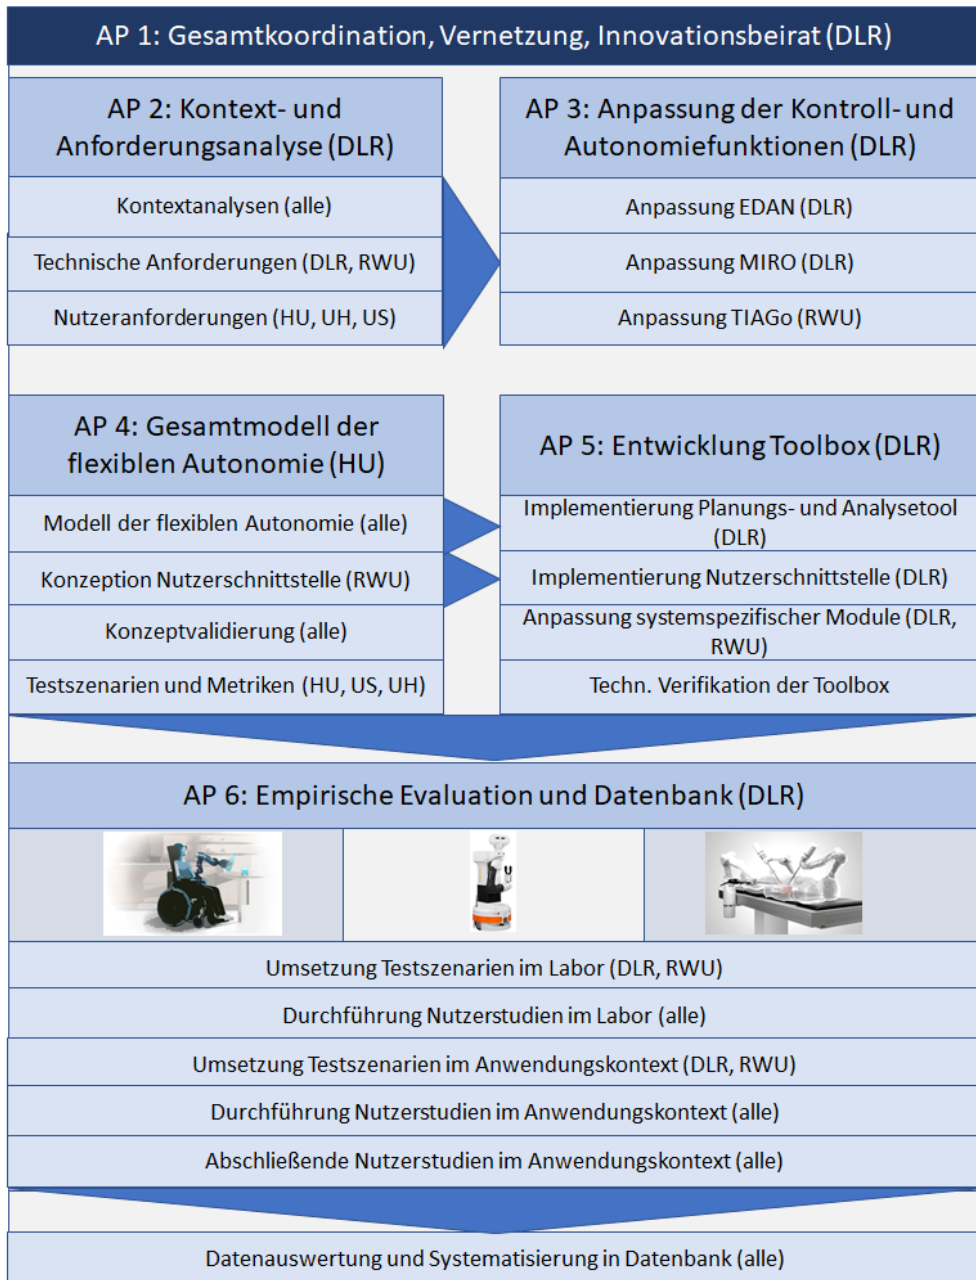 AP 1: Gesamtkoordination, Vernetzung, Innovationsbeirat (DLR)
AP 2: Kontext- und
Anforderungsanalyse (DLR)
Kontextanalysen (alle)
Technische Anforderungen (DLR, RWU)
Nutzeranforderungen (HU, UH, US)
AP 3: Anpassung der Kontroll- und
Autonomiefunktionen (DLR)
Anpassung EDAN (DLR)
Anpassung MIRO (DLR)
Anpassung TIAGo (RWU)
AP 4: Gesamtmodell der
flexiblen Autonomie (HU)
Modell der flexiblen Autonomie (alle)
Konzeption Nutzerschnittstelle (RWU)
Konzeptvalidierung (alle)
Testszenarien und Metriken (HU, US, UH)
AP 5: Entwicklung Toolbox (DLR)
Implementierung Planungs- und Analysetool
(DLR)
Implementierung Nutzerschnittstelle (DLR)
Anpassung systemspezifischer Module (DLR,
RWU)
Techn. Verifikation der Toolbox
AP 6: Empirische Evaluation und Datenbank (DLR)
Umsetzung Testszenarien im Labor (DLR, RWU)
Durchführung Nutzerstudien im Labor (alle)
Umsetzung Testszenarien im Anwendungskontext (DLR, RWU)
Durchführung Nutzerstudien im Anwendungskontext (alle)
Abschließende Nutzerstudien im Anwendungskontext (alle)
Datenauswertung und Systematisierung in Datenbank (alle)